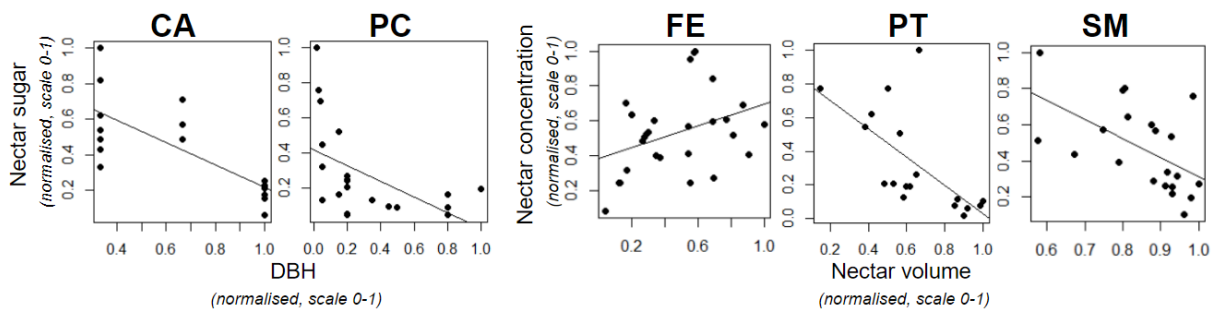 CA PC FE PT SM
Nectar sugar
(normalised, scale 0-1)
1.0
0.8
0.6
0.4
0.2
0.4 0.6 0.8 1.0
1.0
0.8
0.6
0.4
0.2
0.0 0.2 0.4 0.6 0.8 1.0
DBH
(normalised, scale 0-1)
Nectar concentration
(normalised, scale 0-1)
1.0
0.8
0.6
0.4
0.2
0.2 0.6 1.0
1.0
0.8
0.6
0.4
0.2
0.0
0.2 0.4 0.6 0.8 1.0
1.0
0.8
0.6
0.4
0.2
0.6 0.7 0.8 0.9 1.0
Nectar volume
(normalised, scale 0-1)